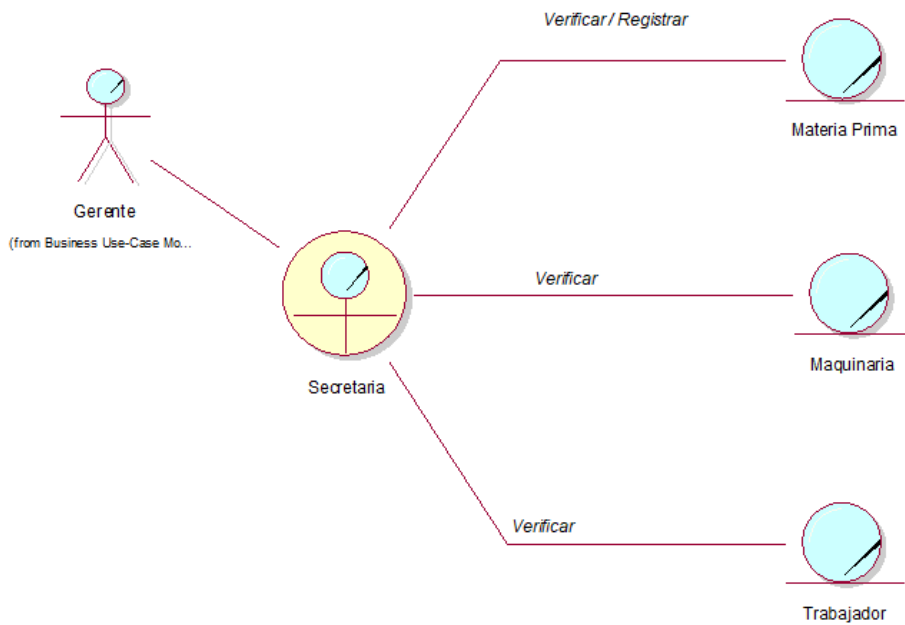 Verificar / Registrar
Materia Prima
Gerente
(from Business Use-Case Mo...
Verificar
Secretaria
Maquinaria
Verificar
Trabajador